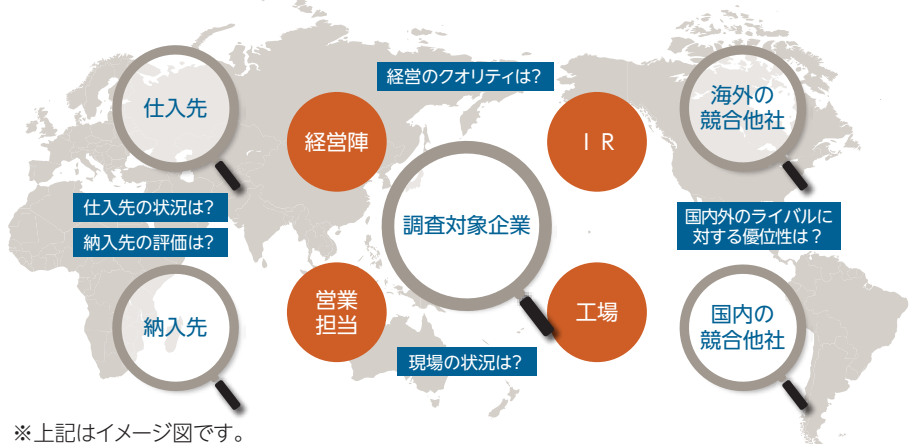 経営のクオリティは?
仕入先
経営陣
ＩＲ
海外の
競合他社
調査対象企業
仕入先の状況は?
納入先の評価は?
国内外のライバルに
対する優位性は？
納入先
営業
担当
工場
国内の
競合他社
現場の状況は?
※上記はイメージ図です。